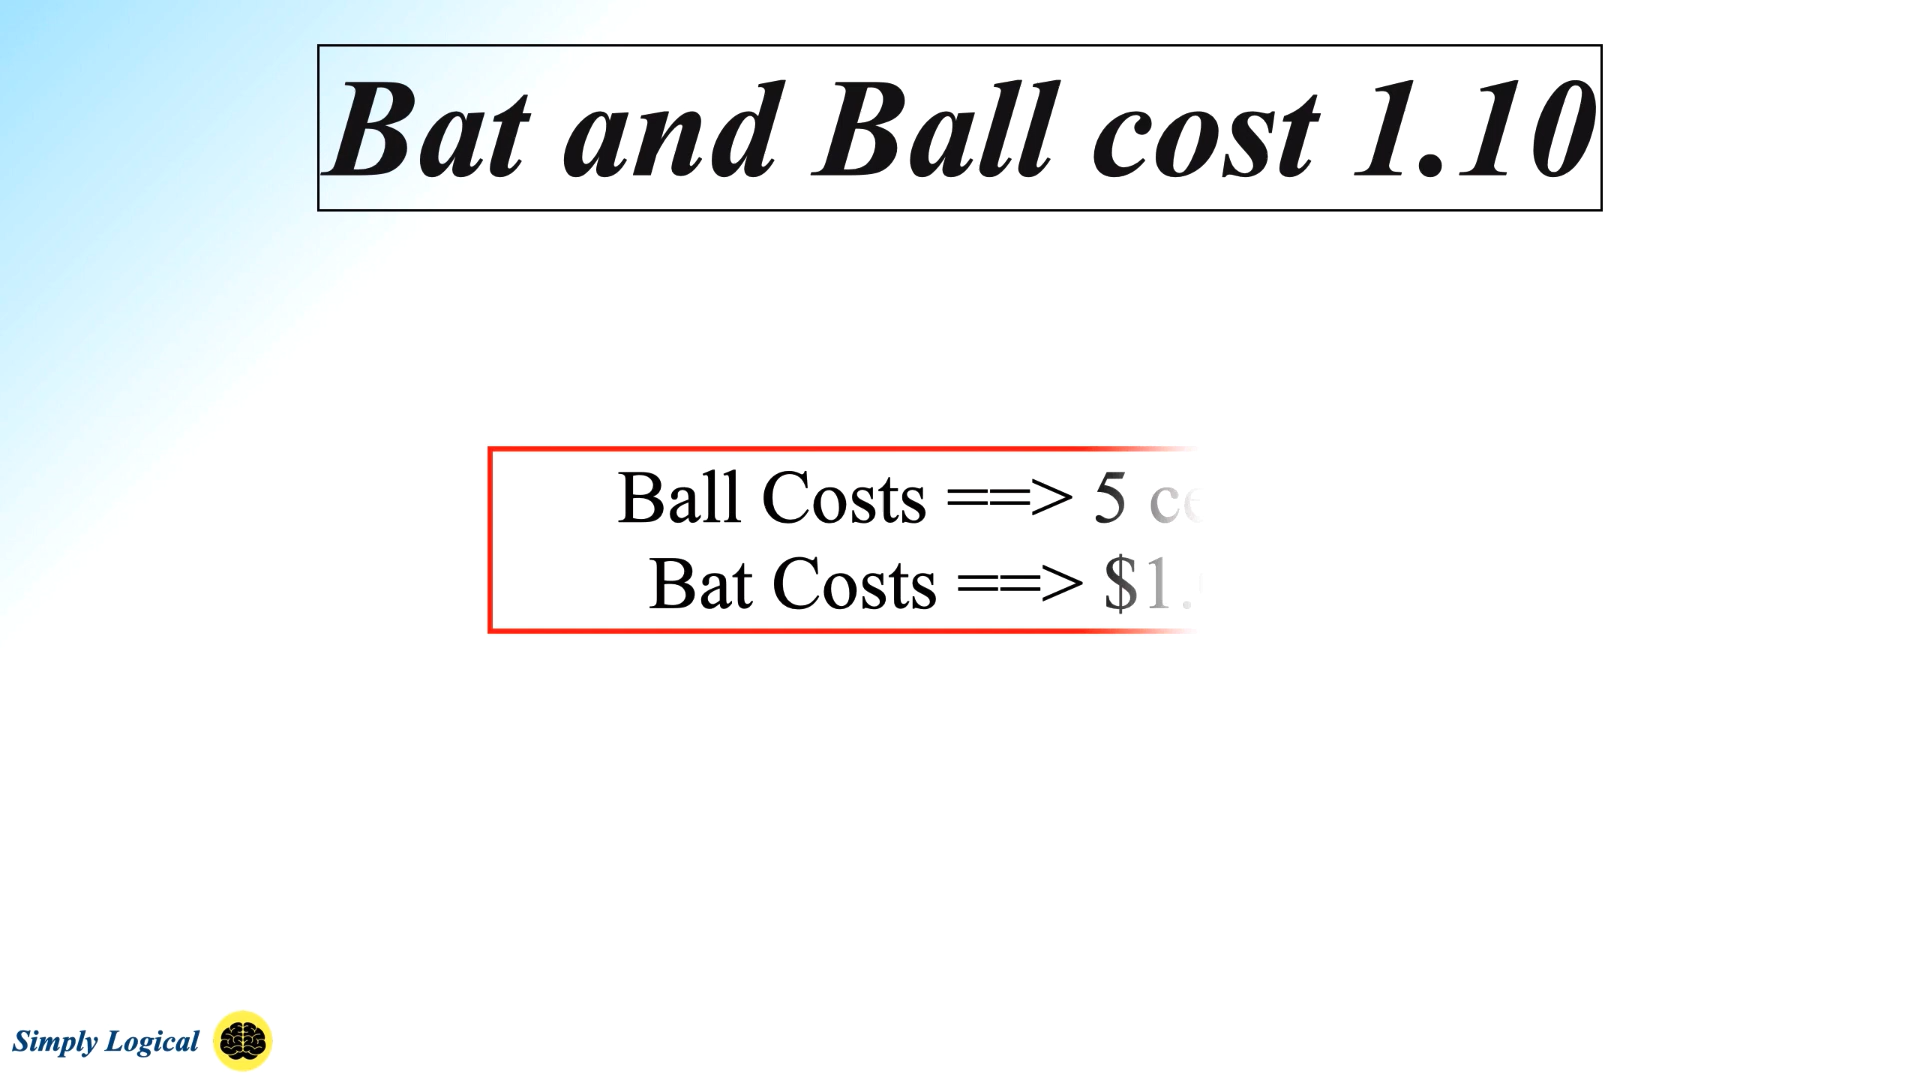 Bat and Ball cost 1.10
Ball Costs ==> 5
Bat Costs ==> $1.
Simply Logical